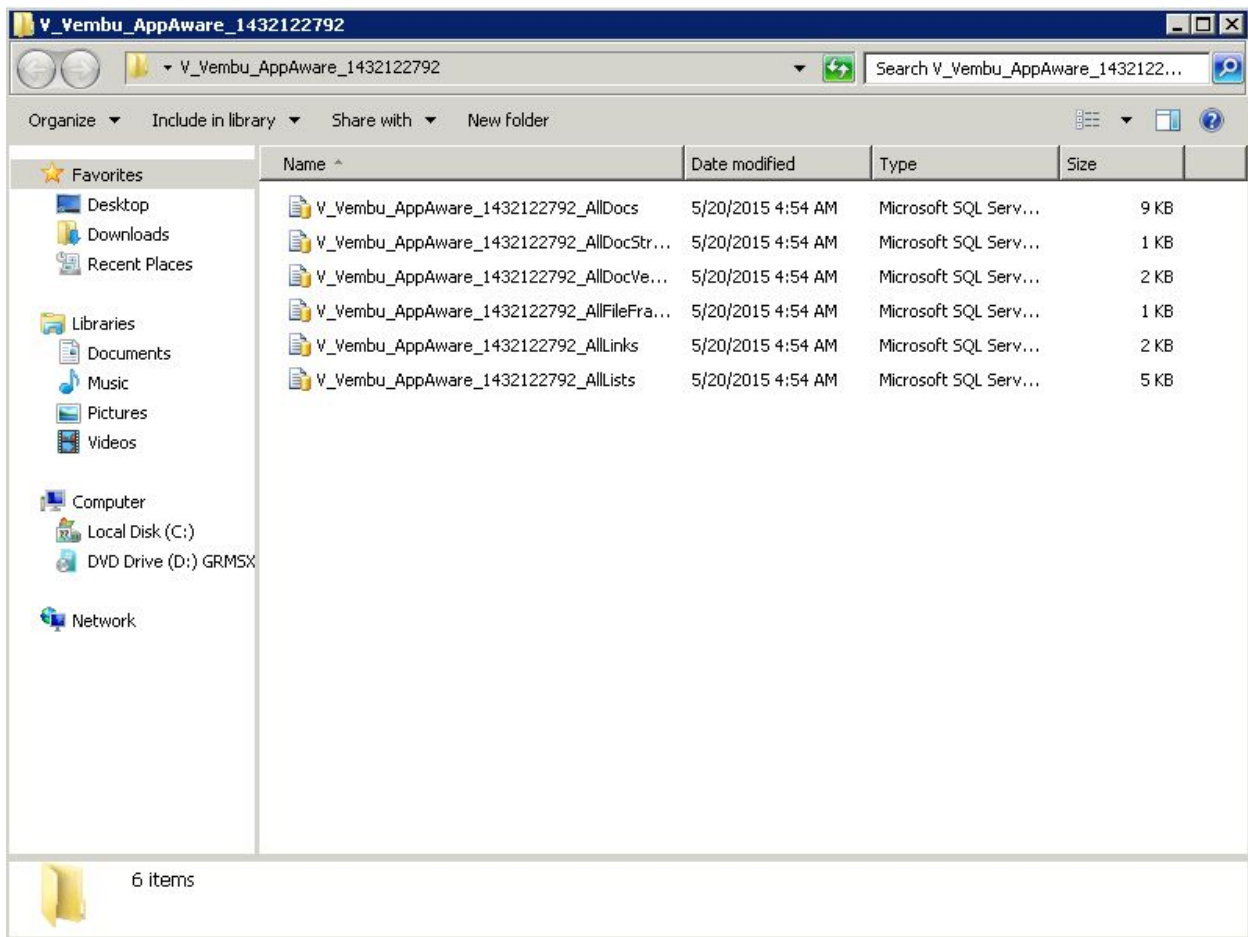 V_Vembu_AppAware_1432122792
V_Vembu_AppAware_1432122792
Search V_Vembu_AppAware_1432122...
Organize Include in library Share with New folder
Name Date modified Type Size
Favorites
Desktop
Downloads
Recent Places
Libraries
Documents
Music
Pictures
Videos
Computer
Local Disk (C:)
DVD Drive (D:) GRMSX
Network
V_Vembu_AppAware_1432122792_AllDocs 5/20/2015 4:54 AM Microsoft SQL Serv... 9 KB
V_Vembu_AppAware_1432122792_AllDocStr... 5/20/2015 4:54 AM Microsoft SQL Serv... 1 KB
V_Vembu_AppAware_1432122792_AllDocVe... 5/20/2015 4:54 AM Microsoft SQL Serv... 2 KB
V_Vembu_AppAware_1432122792_AllFileFra... 5/20/2015 4:54 AM Microsoft SQL Serv... 1 KB
V_Vembu_AppAware_1432122792_AllLinks 5/20/2015 4:54 AM Microsoft SQL Serv... 2 KB
V_Vembu_AppAware_1432122792_AllLists 5/20/2015 4:54 AM Microsoft SQL Serv... 5 KB
6 items